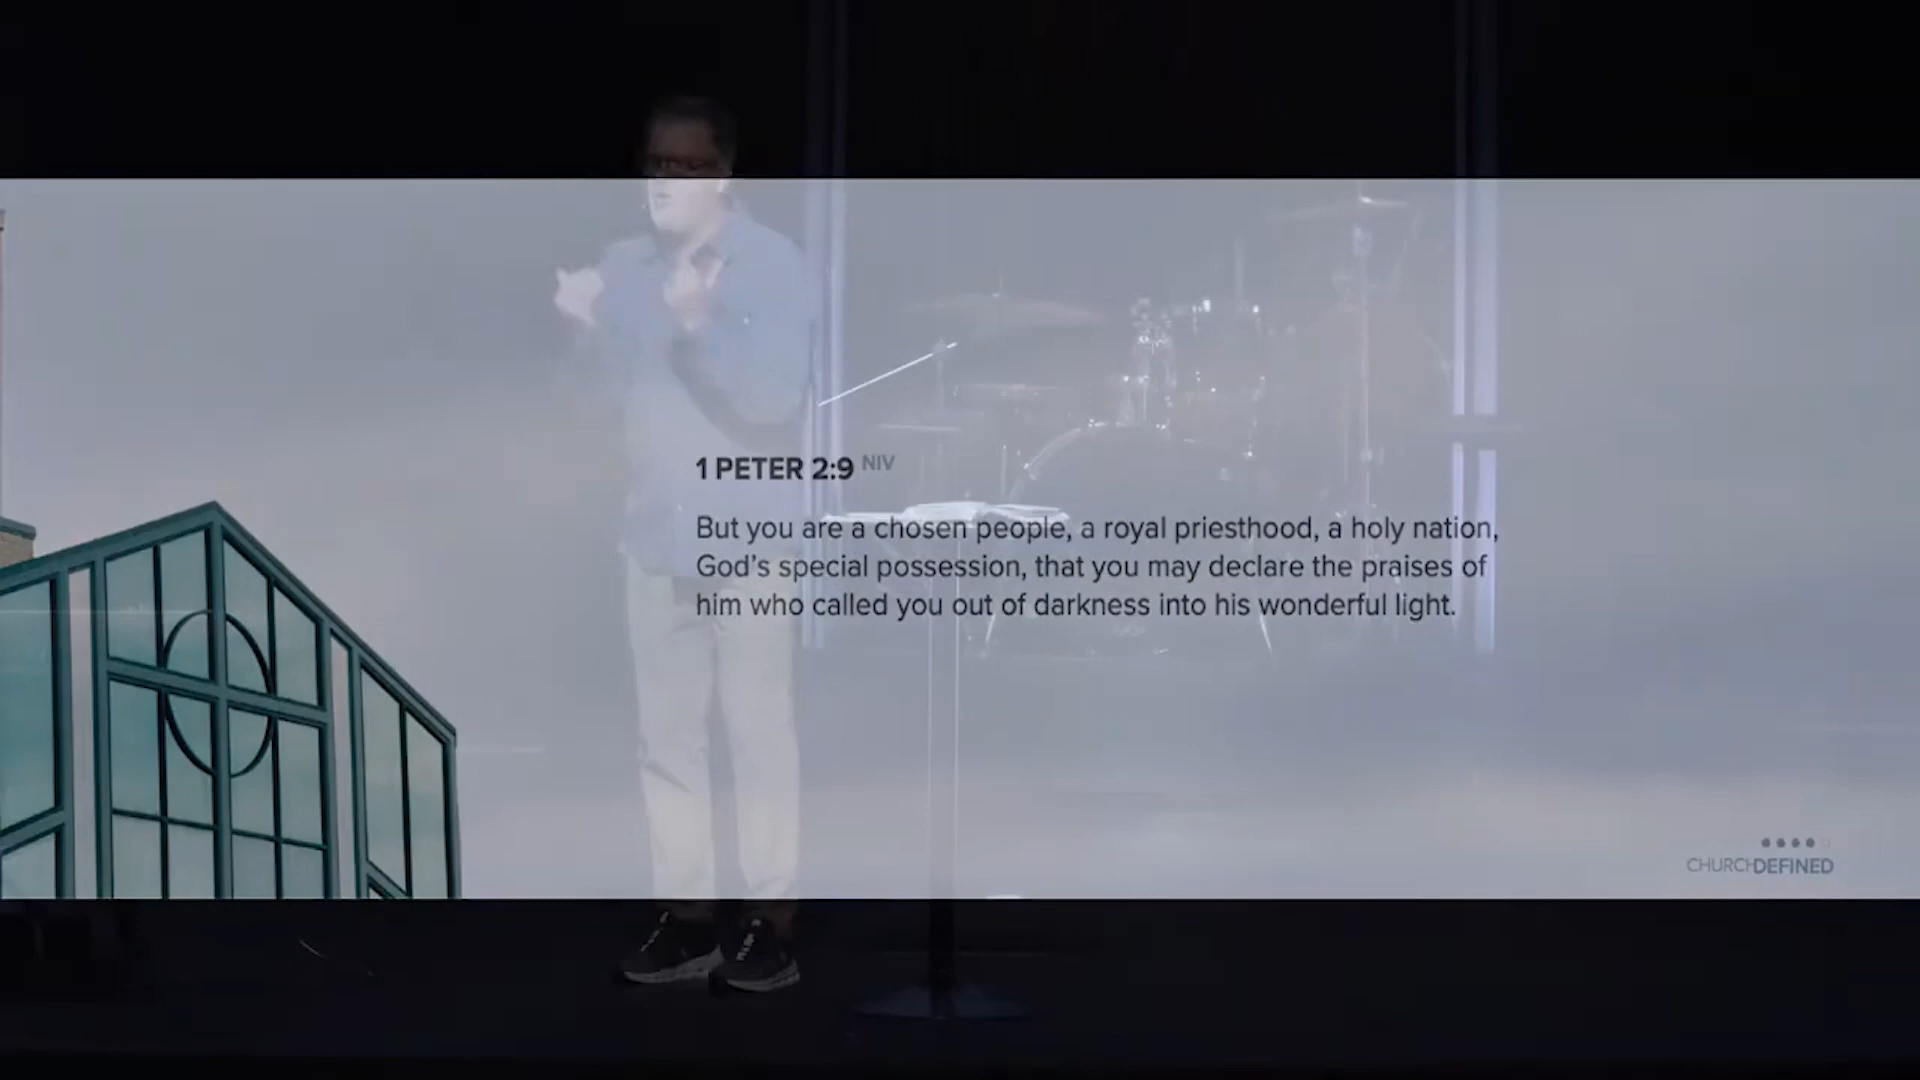 1 PETER 2:9 NIV
But you are a chosen people, a royal priesthood, a holy nation,
God’s special possession, that you may declare the praises of
him who called you out of darkness into his wonderful light.
CHURCHDEFINED